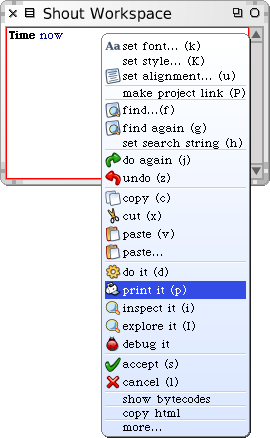 Shout Workspace
Time now
Aa set font... (k)
set style... (K)
set alignment... (u)
make project link (P)
find...(f)
find again (g)
set search string (h)
do again (j)
undo (z)
copy (c)
cut (x)
paste (v)
paste...
do it (d)
print it (p)
inspect it (i)
explore it (I)
debug it
accept (s)
cancel (l)
show bytecodes
copy html
more...